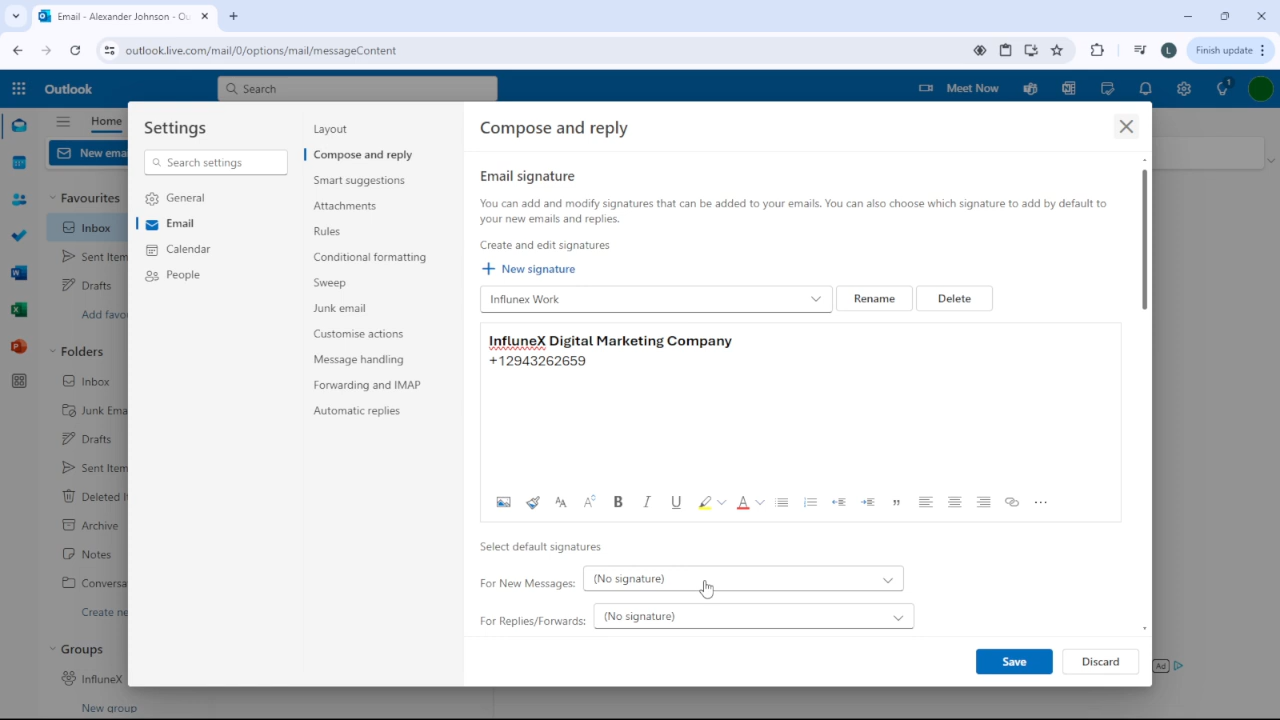 Email - Alexander Johnson - Ou
outlook.live.com/mail/0/options/mail/messageContent
L
Finish update
Outlook
Search
Meet Now
1
Home
New emai
Favourites
Inbox
Sent Item
Drafts
Add favou
Folders
Inbox
Junk Ema
Drafts
Sent Item
Deleted I
Archive
Notes
Conversa
Create ne
Groups
InfluneX
New group
Settings
Search settings
General
Email
Calendar
People
Layout
Compose and reply
Smart suggestions
Attachments
Rules
Conditional formatting
Sweep
Junk email
Customise actions
Message handling
Forwarding and IMAP
Automatic replies
Compose and reply
Email signature
You can add and modify signatures that can be added to your emails. You can also choose which signature to add by default to
your new emails and replies.
Create and edit signatures
New signature
Influnex Work
Rename
Delete
InfluneX Digital Marketing Company
+12943262659
Select default signatures
For New Messages: (No signature)
For Replies/Forwards: (No signature)
Save
Discard
Ad